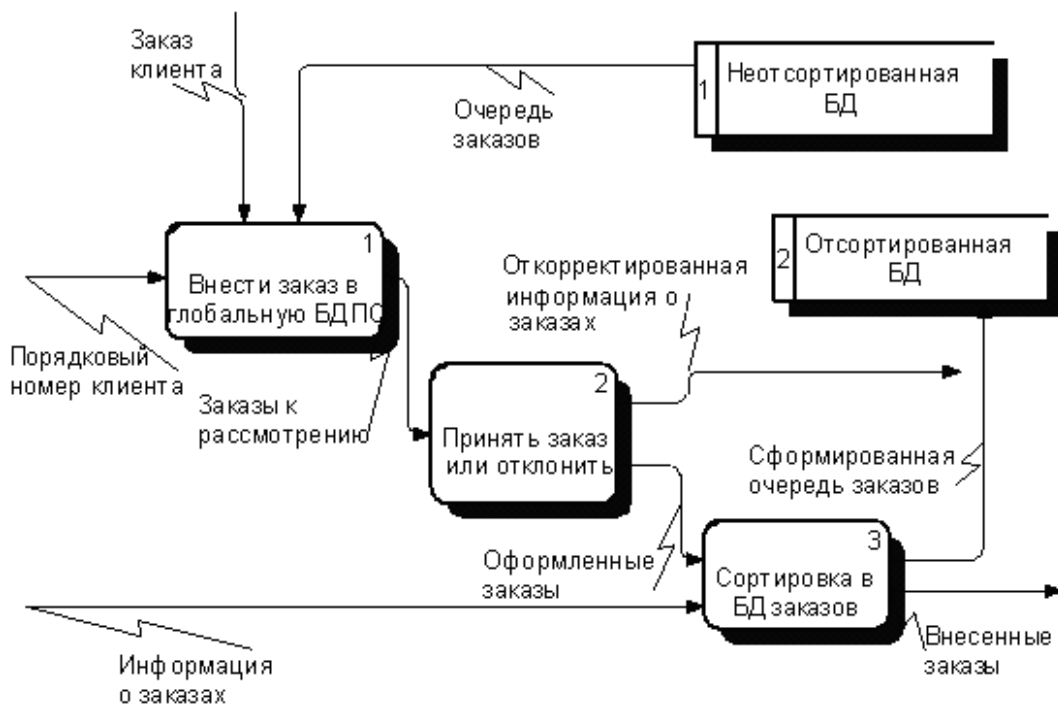 Заказ
клиента
Очередь
заказов
1
Неотсортированная
БД
1
Внести заказ в
глобальную БД ПО
2
Отсортированная
БД
Откорректированная
информация о
заказах
Порядковый
номер клиента
Заказы к
рассмотрению
2
Принять заказ
или отклонить
Сформированная
очередь заказов
Оформленные
заказы
3
Сортировка в
БД заказов
Информация
о заказах
Внесенные
заказы